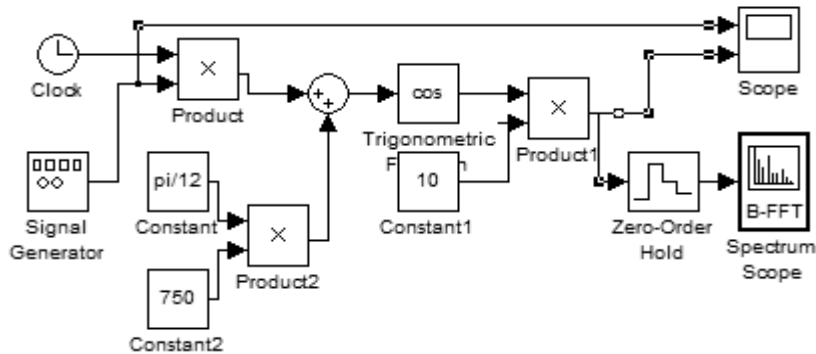 Clock
×
Product
+
+
cos
Trigonometric
F n
×
Product1
Scope
Signal
Generator
pi/12
Constant
×
Product2
750
Constant2
10
Constant1
Zero-Order
Hold
B-FFT
Spectrum
Scope